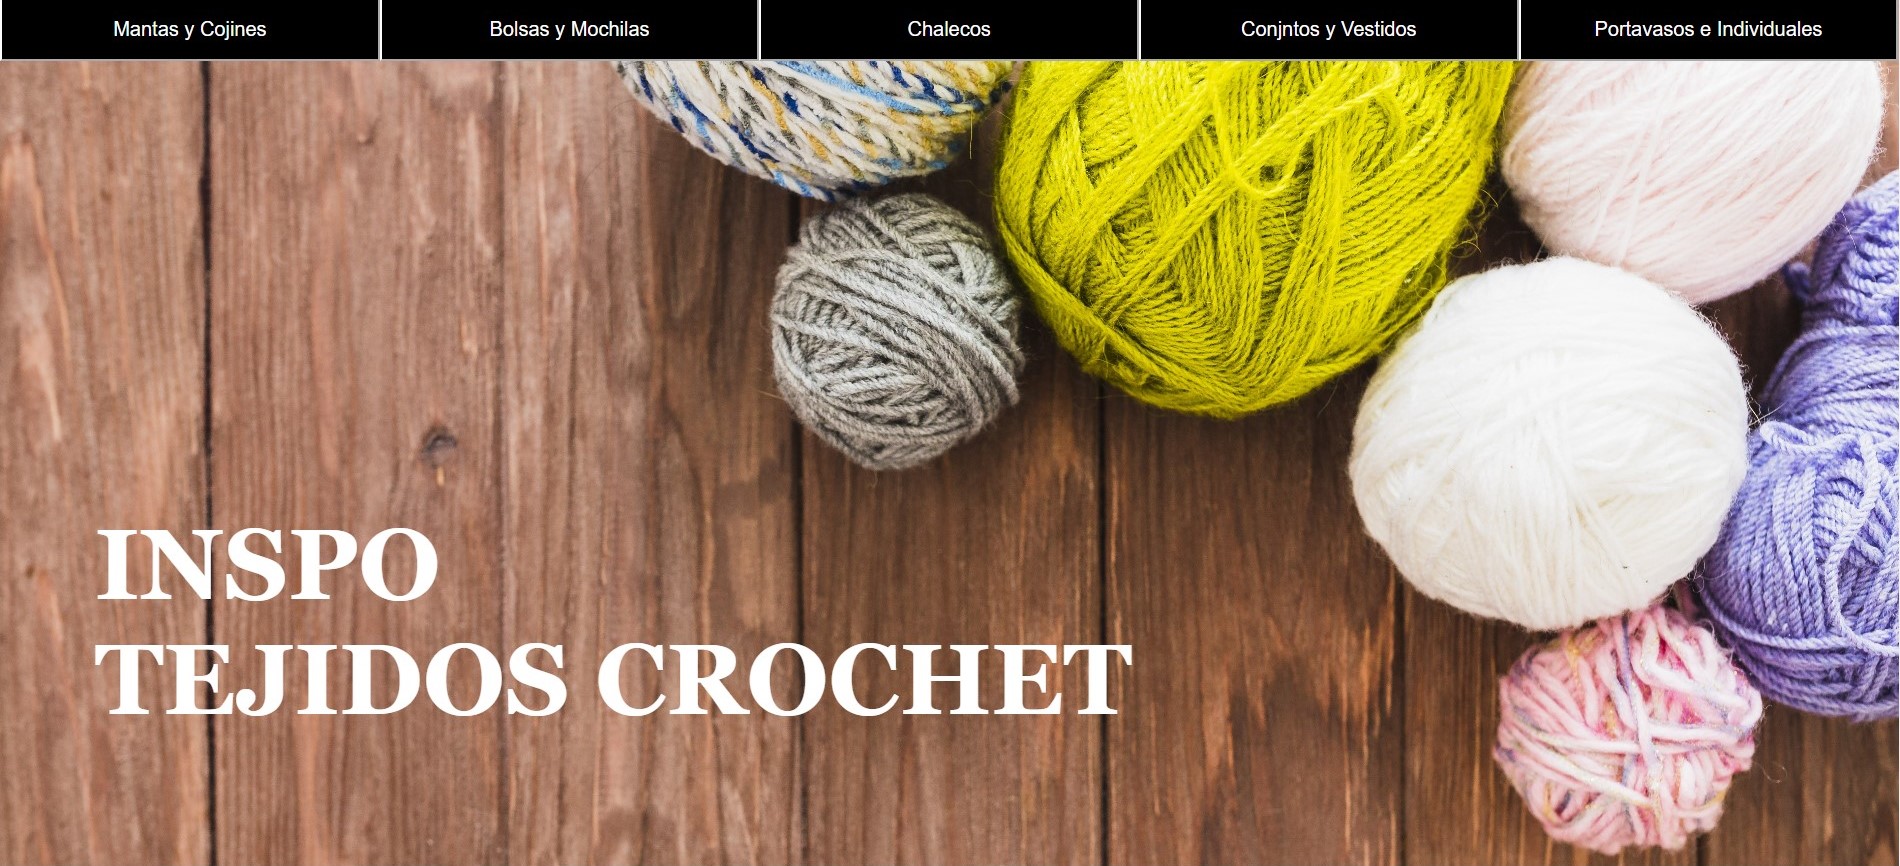 Mantas y Cojines
Bolsas y Mochilas
Chalecos
Conjntos y Vestidos
Portavasos e Individuales
INSPO
TEJIDOS CROCHET